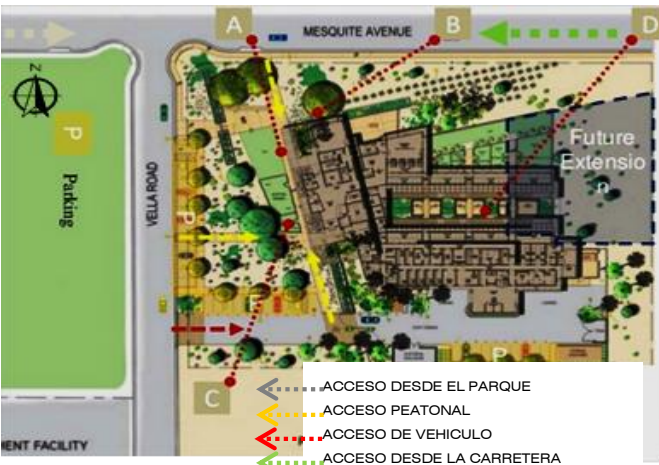 A
B
D
MESQUITE AVENUE
N
P
Parking
VELLA ROAD
Future
Extensio
n
P
P
C
P
ACCESO DESDE EL PARQUE
ACCESO PEATONAL
ACCESO DE VEHICULO
ACCESO DESDE LA CARRETERA
MENT FACILITY